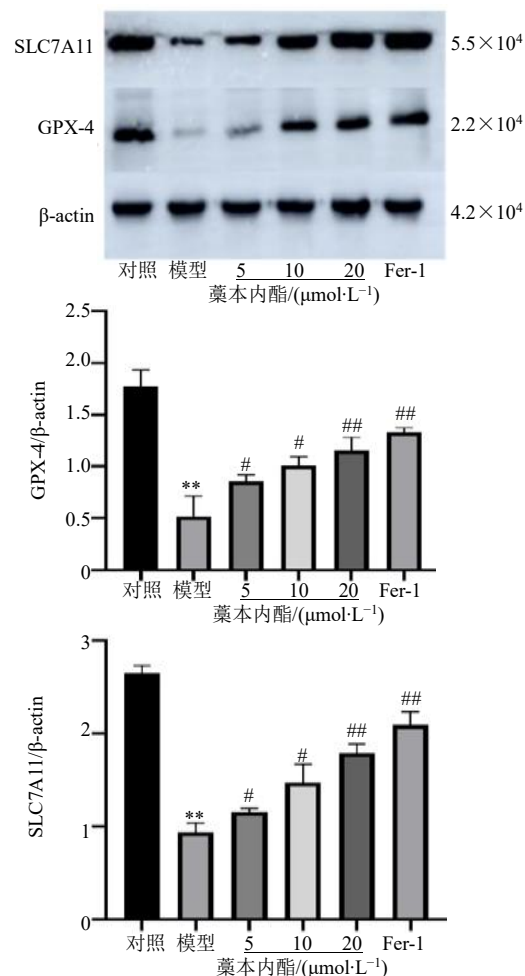 SLC7A11 5.5×10⁴
GPX-4 2.2×10⁴
β-actin 4.2×10⁴
对照 模型 5 10 20 Fer-1
藁本内酯/(μmol·L⁻¹)
2.5
2.0
1.5
1.0
0.5
0
GPX-4/β-actin
** # # ## ##
对照 模型 5 10 20 Fer-1
藁本内酯/(μmol·L⁻¹)
3
2
1
0
SLC7A11/β-actin
** # # ## ##
对照 模型 5 10 20 Fer-1
藁本内酯/(μmol·L⁻¹)